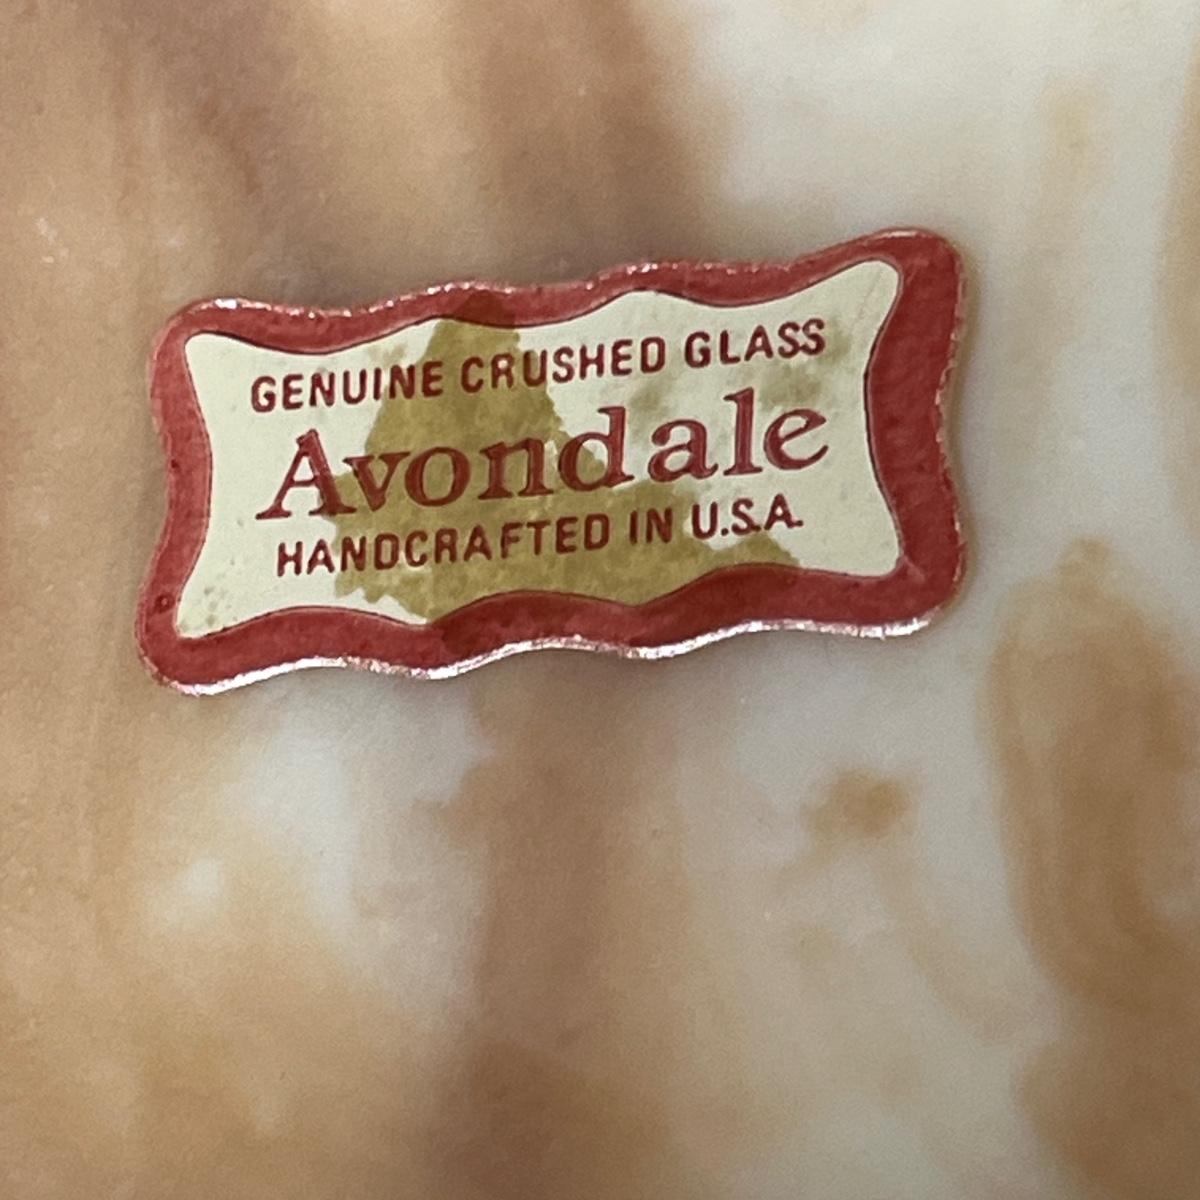 GENUINE CRUSHED GLASS
Avondale
HANDCRAFTED IN U.S.A.